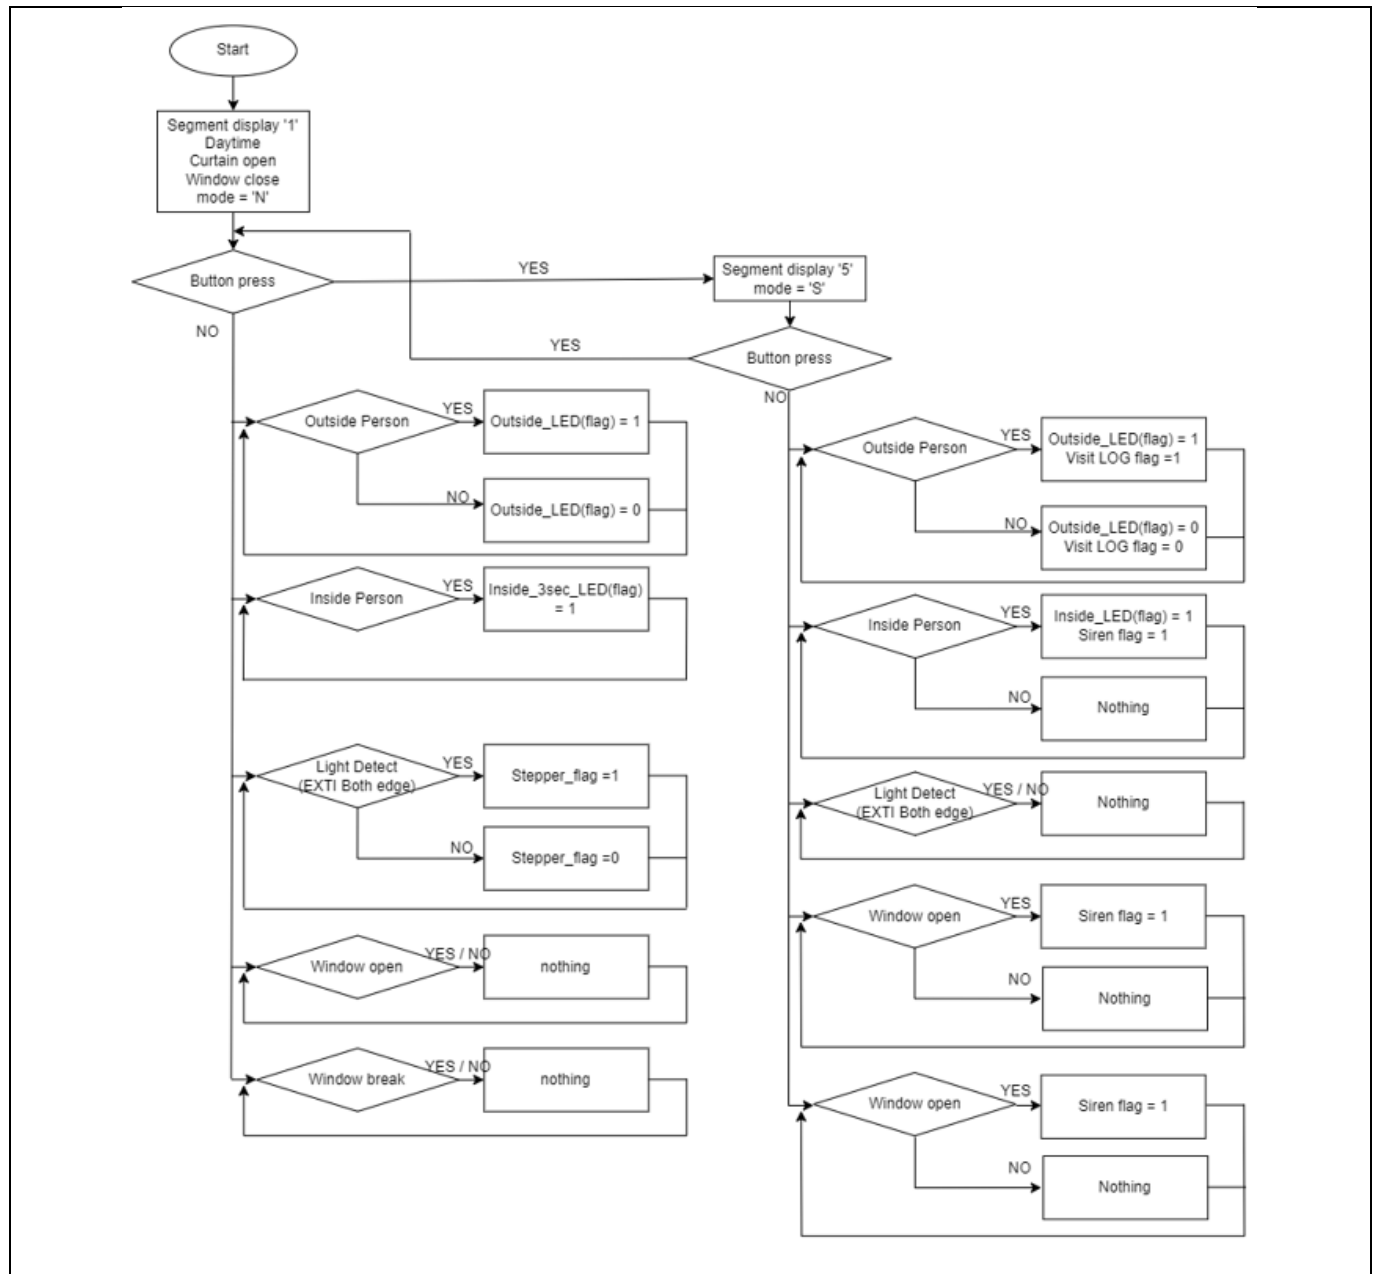 Start
Segment display '1'
Daytime
Curtain open
Window close
mode = 'N'
Button press
YES
Segment display '5'
mode = 'S'
NO
YES
Button press
NO
Outside Person
YES
Outside_LED(flag) = 1
NO
Outside_LED(flag) = 0
Inside Person
YES
Inside_3sec_LED(flag)
= 1
Light Detect
(EXTI Both edge)
YES
Stepper_flag =1
NO
Stepper_flag =0
Window open
YES / NO
nothing
Window break
YES / NO
nothing
Outside Person
YES
Outside_LED(flag) = 1
Visit LOG flag =1
NO
Outside_LED(flag) = 0
Visit LOG flag = 0
Inside Person
YES
Inside_LED(flag) = 1
Siren flag = 1
NO
Nothing
Light Detect
(EXTI Both edge)
YES / NO
Nothing
Window open
YES
Siren flag = 1
NO
Nothing
Window open
YES
Siren flag = 1
NO
Nothing